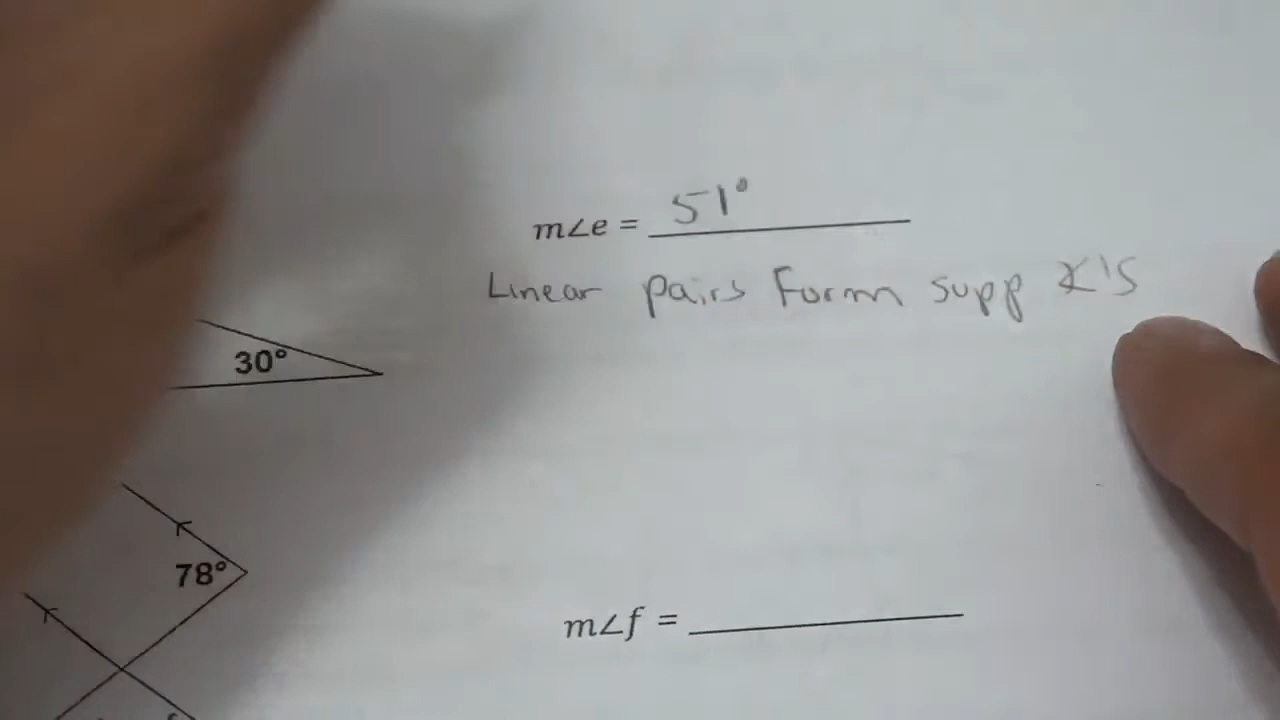 m∠e = 51°
Linear pairs Form supp ∡'s
30°
78°
m∠f =